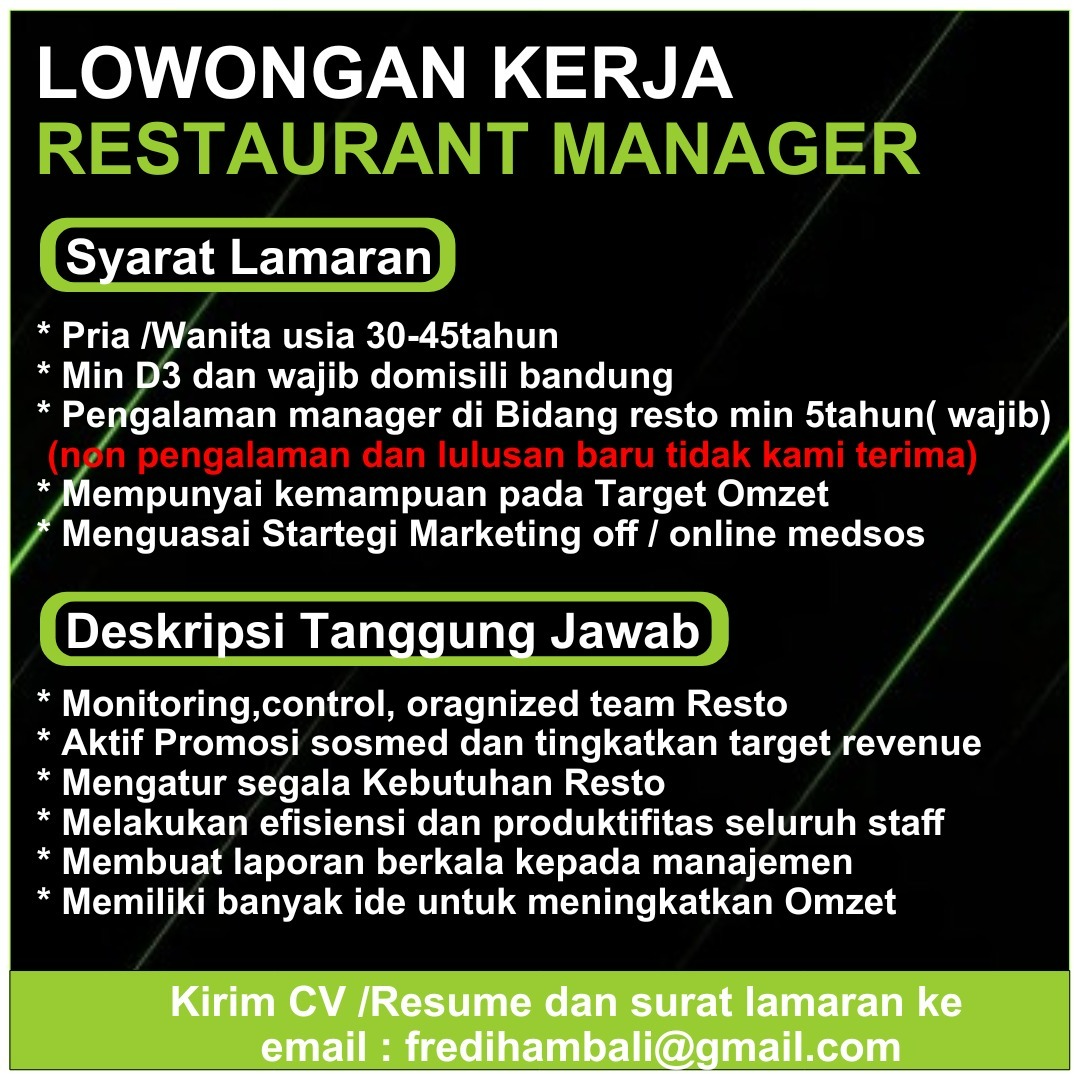 LOWONGAN KERJA
RESTAURANT MANAGER
Syarat Lamaran
* Pria /Wanita usia 30-45tahun
* Min D3 dan wajib domisili bandung
* Pengalaman manager di Bidang resto min 5tahun( wajib)
(non pengalaman dan lulusan baru tidak kami terima)
* Mempunyai kemampuan pada Target Omzet
* Menguasai Startegi Marketing off / online medsos
Deskripsi Tanggung Jawab
* Monitoring,control, oragnized team Resto
* Aktif Promosi sosmed dan tingkatkan target revenue
* Mengatur segala Kebutuhan Resto
* Melakukan efisiensi dan produktifitas seluruh staff
* Membuat laporan berkala kepada manajemen
* Memiliki banyak ide untuk meningkatkan Omzet
Kirim CV /Resume dan surat lamaran ke
email : fredihambali@gmail.com